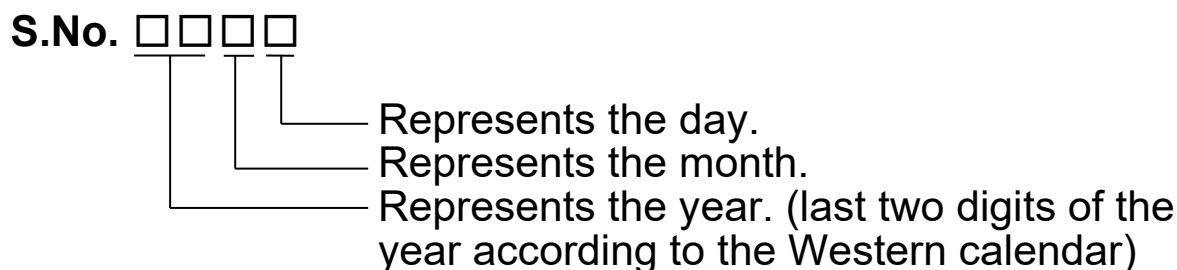 S.No. □□□□
Represents the day.
Represents the month.
Represents the year. (last two digits of the
year according to the Western calendar)